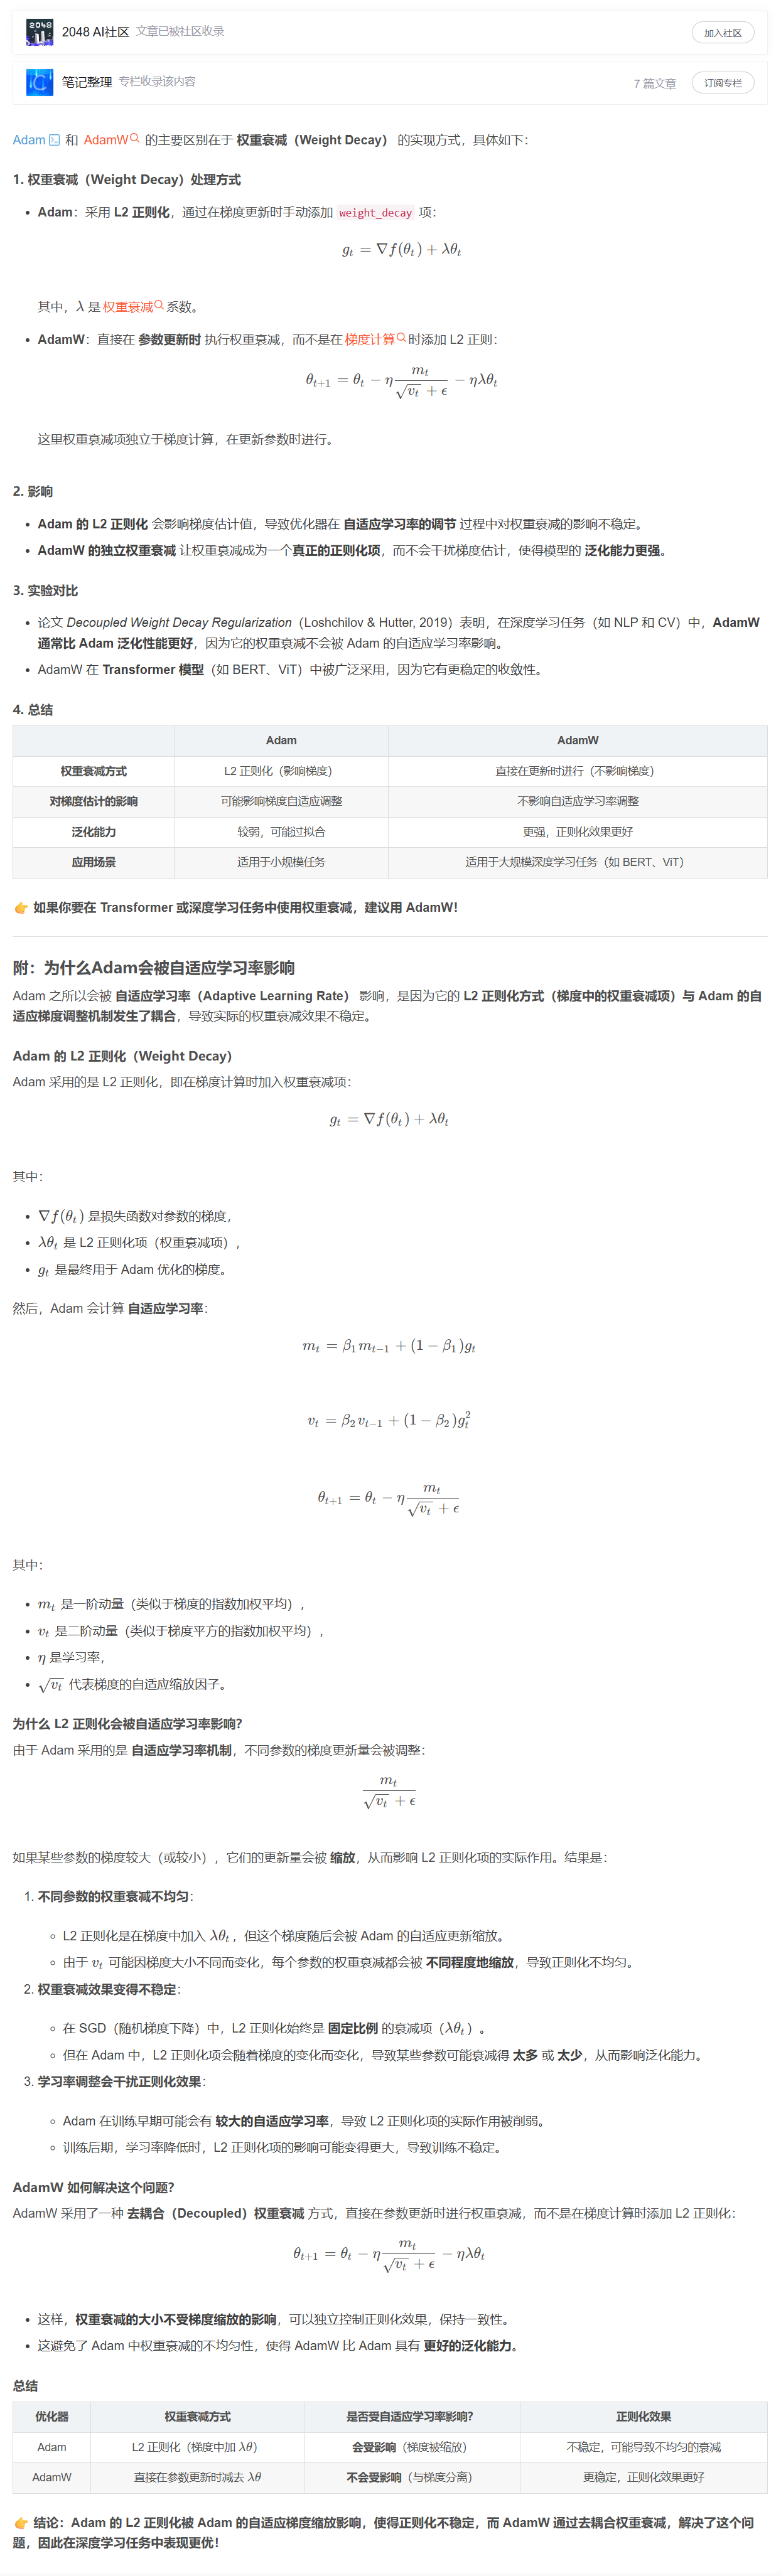 2048 AI社区 文章已被社区收录 加入社区
笔记整理 专栏收录该内容 7 篇文章 订阅专栏
Adam 和 AdamW 的主要区别在于 权重衰减（Weight Decay） 的实现方式，具体如下：
1. 权重衰减（Weight Decay）处理方式
• Adam：采用 L2 正则化，通过在梯度更新时手动添加 weight_decay 项：
g_t = ∇f(θ_t) + λθ_t
其中，λ 是 权重衰减 系数。
• AdamW：直接在 参数更新时 执行权重衰减，而不是在 梯度计算 时添加 L2 正则：
θ_{t+1} = θ_t − η m_t / (√v_t + ϵ) − ηλθ_t
这里权重衰减项独立于梯度计算，在更新参数时进行。
2. 影响
• Adam 的 L2 正则化 会影响梯度估计值，导致优化器在 自适应学习率的调节 过程中对权重衰减的影响不稳定。
• AdamW 的独立权重衰减 让权重衰减成为一个真正的正则化项，而不会干扰梯度估计，使得模型的 泛化能力更强。
3. 实验对比
• 论文 Decoupled Weight Decay Regularization（Loshchilov & Hutter, 2019）表明，在深度学习任务（如 NLP 和 CV）中，AdamW
通常比 Adam 泛化性能更好，因为它的权重衰减不会被 Adam 的自适应学习率影响。
• AdamW 在 Transformer 模型（如 BERT、ViT）中被广泛采用，因为它有更稳定的收敛性。
4. 总结
Adam AdamW
权重衰减方式 L2 正则化（影响梯度） 直接在更新时进行（不影响梯度）
对梯度估计的影响 可能影响梯度自适应调整 不影响自适应学习率调整
泛化能力 较弱，可能过拟合 更强，正则化效果更好
应用场景 适用于小规模任务 适用于大规模深度学习任务（如 BERT、ViT）
👉 如果你要在 Transformer 或深度学习任务中使用权重衰减，建议用 AdamW！
附：为什么Adam会被自适应学习率影响
Adam 之所以会被 自适应学习率（Adaptive Learning Rate） 影响，是因为它的 L2 正则化方式（梯度中的权重衰减项）与 Adam 的自
适应梯度调整机制发生了耦合，导致实际的权重衰减效果不稳定。
Adam 的 L2 正则化（Weight Decay）
Adam 采用的是 L2 正则化，即在梯度计算时加入权重衰减项：
g_t = ∇f(θ_t) + λθ_t
其中：
• ∇f(θ_t) 是损失函数对参数的梯度，
• λθ_t 是 L2 正则化项（权重衰减项），
• g_t 是最终用于 Adam 优化的梯度。
然后，Adam 会计算 自适应学习率：
m_t = β_1 m_{t−1} + (1 − β_1)g_t
v_t = β_2 v_{t−1} + (1 − β_2)g_t^2
θ_{t+1} = θ_t − η m_t / (√v_t + ϵ)
其中：
• m_t 是一阶动量（类似于梯度的指数加权平均），
• v_t 是二阶动量（类似于梯度平方的指数加权平均），
• η 是学习率，
• √v_t 代表梯度的自适应缩放因子。
为什么 L2 正则化会被自适应学习率影响？
由于 Adam 采用的是 自适应学习率机制，不同参数的梯度更新量会被调整：
m_t / (√v_t + ϵ)
如果某些参数的梯度较大（或较小），它们的更新量会被 缩放，从而影响 L2 正则化项的实际作用。结果是：
1. 不同参数的权重衰减不均匀：
◦ L2 正则化是在梯度中加入 λθ_t，但这个梯度随后会被 Adam 的自适应更新缩放。
◦ 由于 v_t 可能因梯度大小不同而变化，每个参数的权重衰减都会被 不同程度地缩放，导致正则化不均匀。
2. 权重衰减效果变得不稳定：
◦ 在 SGD（随机梯度下降）中，L2 正则化始终是 固定比例 的衰减项（λθ_t）。
◦ 但在 Adam 中，L2 正则化项会随着梯度的变化而变化，导致某些参数可能衰减得 太多 或 太少，从而影响泛化能力。
3. 学习率调整会干扰正则化效果：
◦ Adam 在训练早期可能会有 较大的自适应学习率，导致 L2 正则化项的实际作用被削弱。
◦ 训练后期，学习率降低时，L2 正则化项的影响可能变得更大，导致训练不稳定。
AdamW 如何解决这个问题？
AdamW 采用了一种 去耦合（Decoupled）权重衰减 方式，直接在参数更新时进行权重衰减，而不是在梯度计算时添加 L2 正则化：
θ_{t+1} = θ_t − η m_t / (√v_t + ϵ) − ηλθ_t
• 这样，权重衰减的大小不受梯度缩放的影响，可以独立控制正则化效果，保持一致性。
• 这避免了 Adam 中权重衰减的不均匀性，使得 AdamW 比 Adam 具有 更好的泛化能力。
总结
优化器 权重衰减方式 是否受自适应学习率影响？ 正则化效果
Adam L2 正则化（梯度中加 λθ） 会受影响（梯度被缩放） 不稳定，可能导致不均匀的衰减
AdamW 直接在参数更新时减去 λθ 不会受影响（与梯度分离） 更稳定，正则化效果更好
👉 结论：Adam 的 L2 正则化被 Adam 的自适应梯度缩放影响，使得正则化不稳定，而 AdamW 通过去耦合权重衰减，解决了这个问
题，因此在深度学习任务中表现更优！